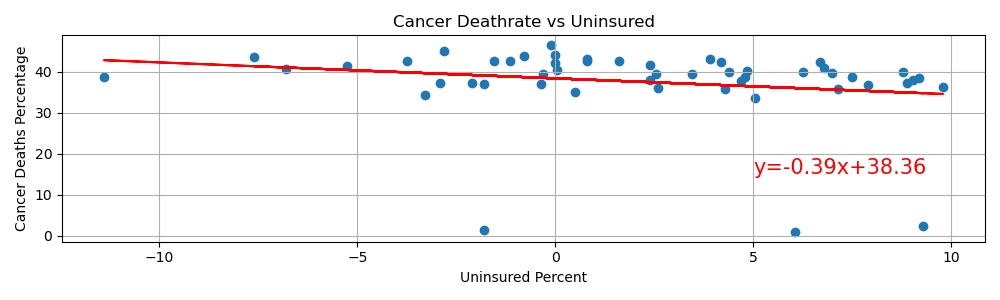 Cancer Deathrate vs Uninsured
Cancer Deaths Percentage
40
30
20
10
0
y=-0.39x+38.36
−10
−5
0
5
10
Uninsured Percent